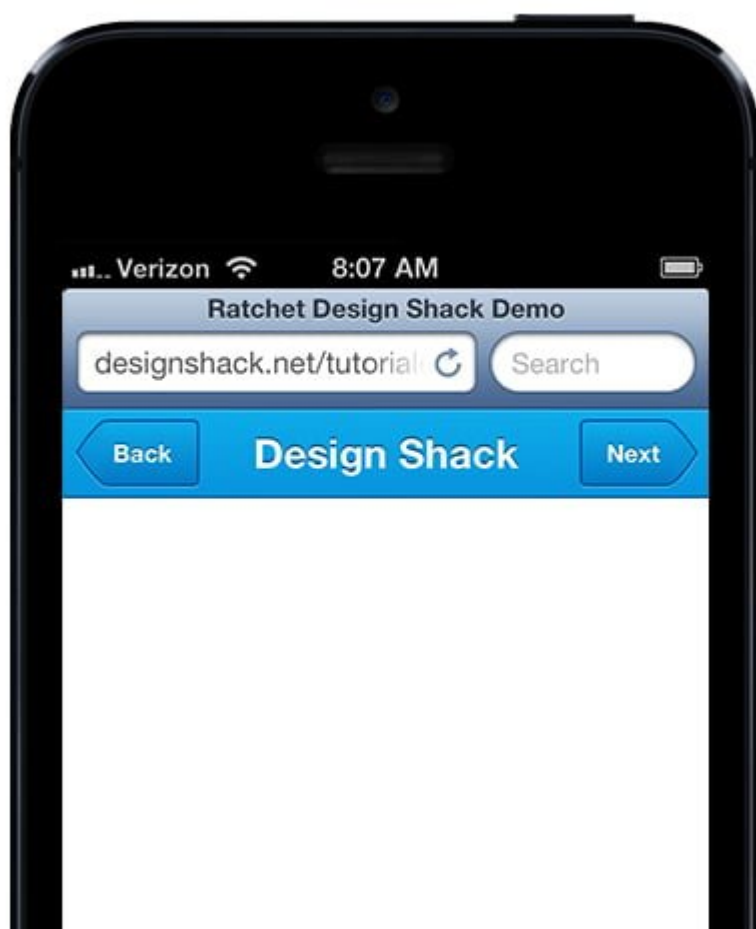 Verizon 8:07 AM
Ratchet Design Shack Demo
designshack.net/tutorial
Search
Back Design Shack Next